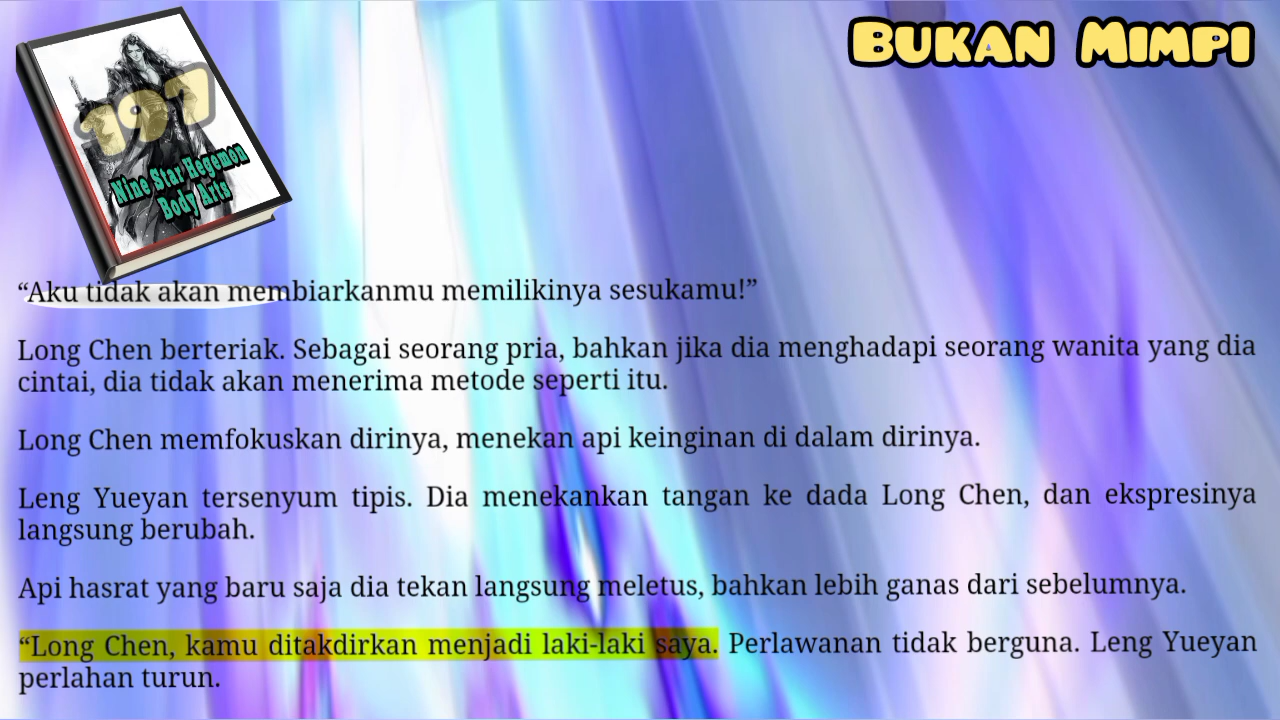 Bukan Mimpi
197
Nine Star Hegemon
Body Arts
“Aku tidak akan membiarkanmu memilikinya sesukamu!”
Long Chen berteriak. Sebagai seorang pria, bahkan jika dia menghadapi seorang wanita yang dia
cintai, dia tidak akan menerima metode seperti itu.
Long Chen memfokuskan dirinya, menekan api keinginan di dalam dirinya.
Leng Yueyan tersenyum tipis. Dia menekankan tangan ke dada Long Chen, dan ekspresinya
langsung berubah.
Api hasrat yang baru saja dia tekan langsung meletus, bahkan lebih ganas dari sebelumnya.
“Long Chen, kamu ditakdirkan menjadi laki-laki saya. Perlawanan tidak berguna. Leng Yueyan
perlahan turun.